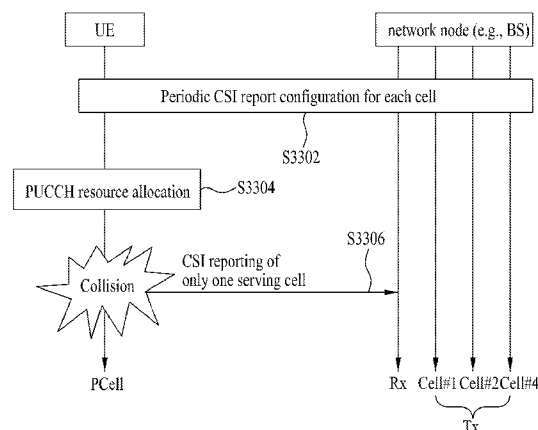 UE
network node (e.g., BS)
Periodic CSI report configuration for each cell
S3302
PUCCH resource allocation
S3304
S3306
CSI reporting of
only one serving cell
Collision
PCell
Rx Cell#1 Cell#2 Cell#4
Tx